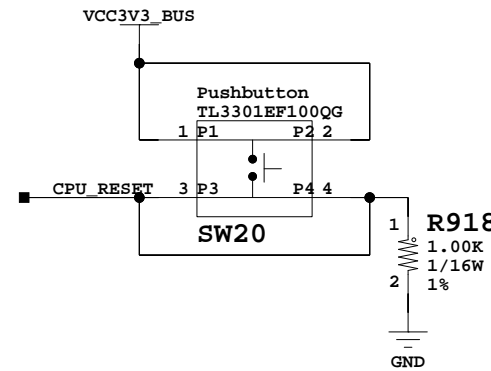 VCC3V3_BUS
Pushbutton
TL3301EF100QG
1 P1 P2 2
CPU_RESET 3 P3 P4 4
SW20
1 R918
1.00K
1/16W
2 1%
GND